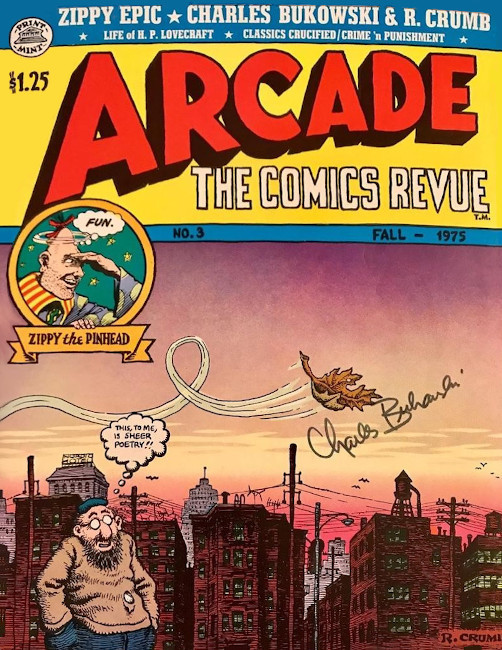 PRINT
MINT
ZIPPY EPIC ★ CHARLES BUKOWSKI & R. CRUMB
★ LIFE of H. P. LOVECRAFT ★ CLASSICS CRUCIFIED/CRIME 'n PUNISHMENT ★
$1.25
ARCADE
THE COMICS REVUE
T.M.
NO. 3
FALL - 1975
FUN.
ZIPPY the PINHEAD
THIS, TO ME,
IS SHEER
POETRY!!
Charles Bukowski
R. CRUMB